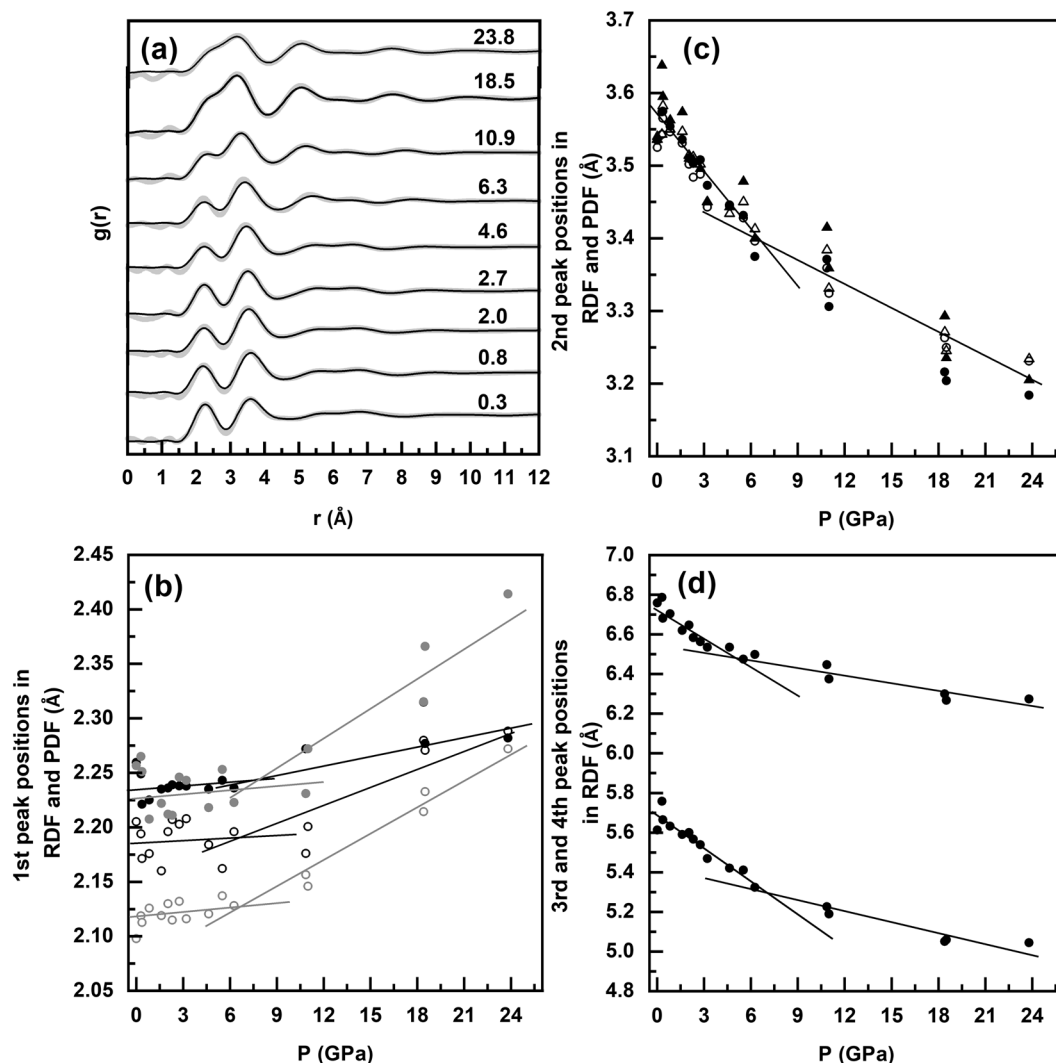 (a)
23.8
18.5
10.9
6.3
4.6
2.7
2.0
0.8
0.3
g(r)
0 1 2 3 4 5 6 7 8 9 10 11 12
r (Å)
(c)
3.7
3.6
3.5
3.4
3.3
3.2
3.1
2nd peak positions in
RDF and PDF (Å)
0 3 6 9 12 15 18 21 24
P (GPa)
(b)
2.45
2.40
2.35
2.30
2.25
2.20
2.15
2.10
2.05
1st peak positions in
RDF and PDF (Å)
0 3 6 9 12 15 18 21 24
P (GPa)
(d)
7.0
6.8
6.6
6.4
6.2
6.0
5.8
5.6
5.4
5.2
5.0
4.8
3rd and 4th peak positions
in RDF (Å)
0 3 6 9 12 15 18 21 24
P (GPa)